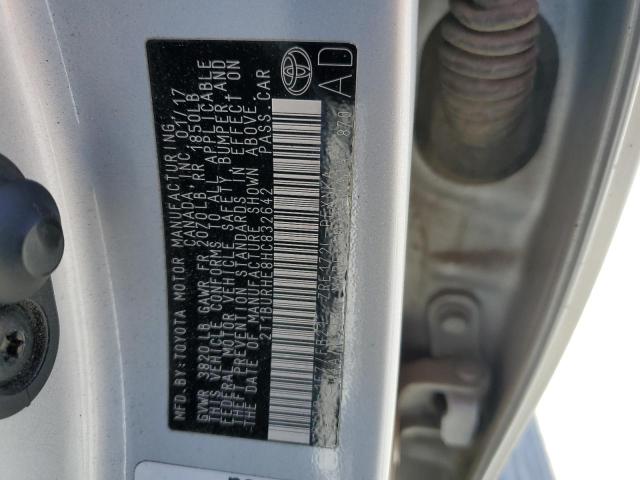 MFD.BY: TOYOTA MOTOR MANUFACTURING
CANADA, INC. 01/17
GVWR 3820LB GAWR FR 2070LB RR 1850LB
THIS VEHICLE CONFORMS TO ALL APPLICABLE
FEDERAL MOTOR VEHICLE SAFETY, BUMPER, AND
THEFT PREVENTION STANDARDS IN EFFECT ON
THE DATE OF MANUFACTURE SHOWN ABOVE.
2T1BURHE8HC832642 PASS.CAR
AD